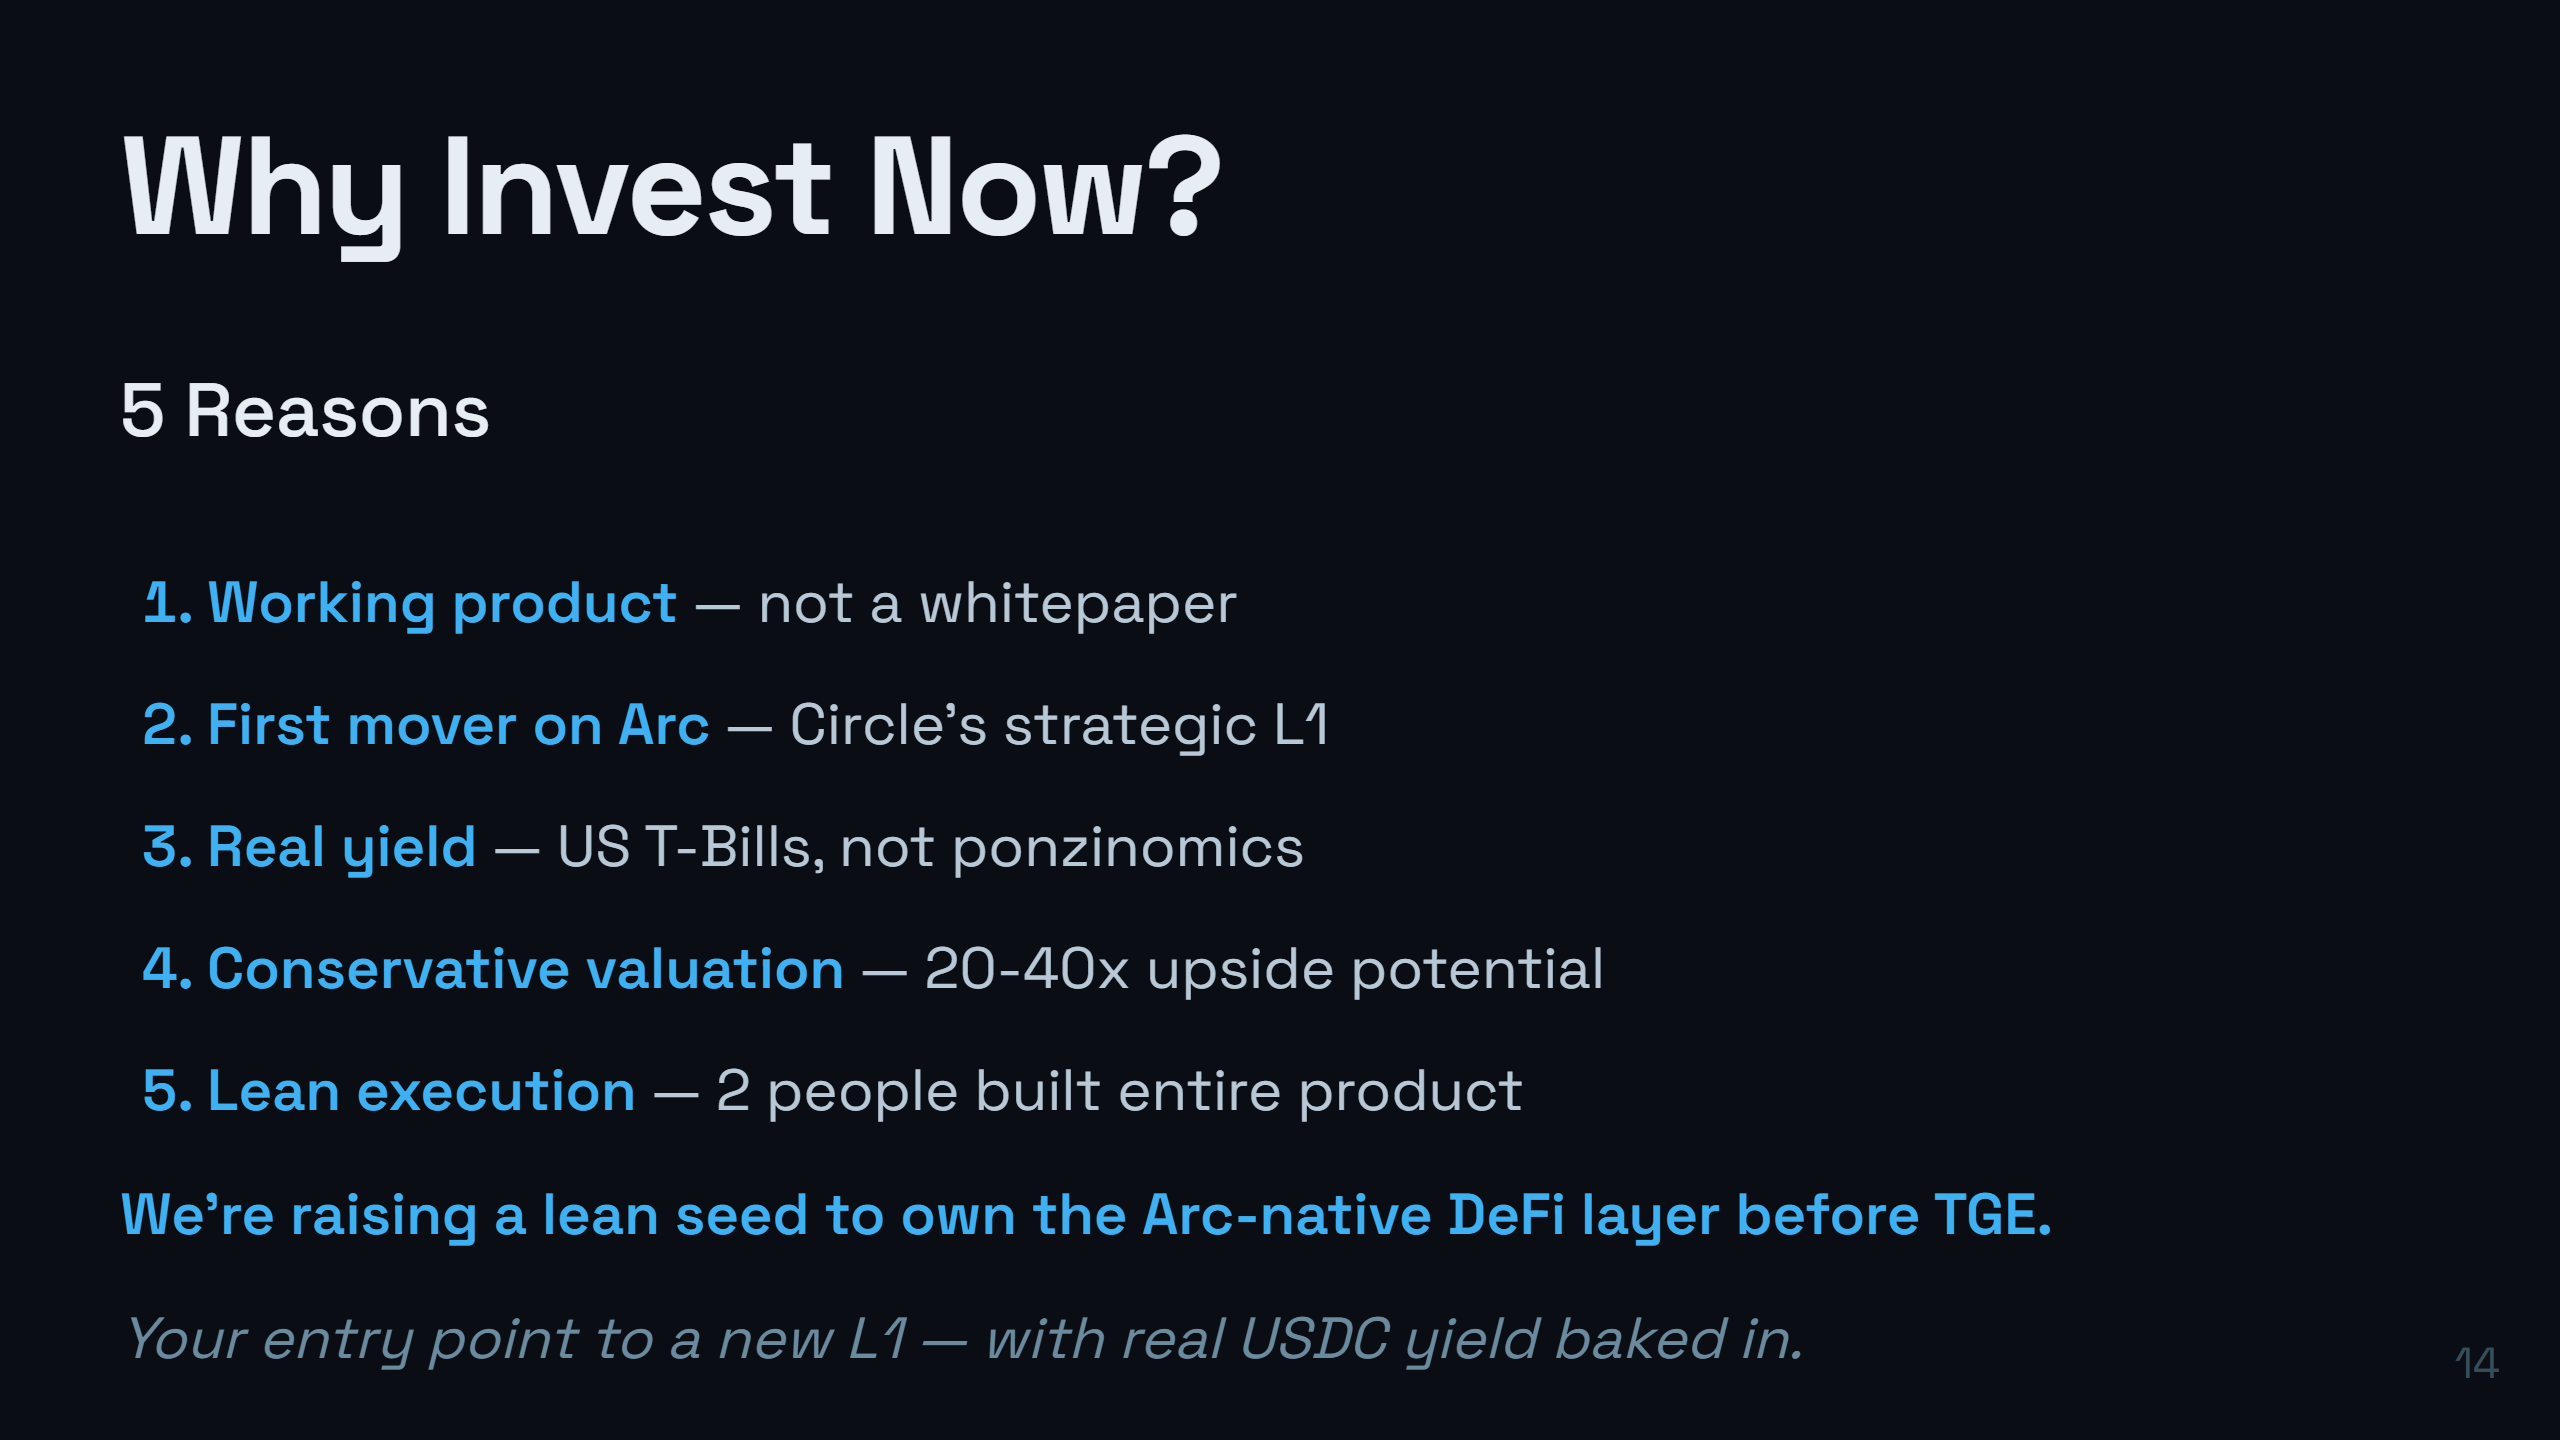 Why Invest Now?
5 Reasons
1. Working product — not a whitepaper
2. First mover on Arc — Circle’s strategic L1
3. Real yield — US T-Bills, not ponzinomics
4. Conservative valuation — 20-40x upside potential
5. Lean execution — 2 people built entire product
We’re raising a lean seed to own the Arc-native DeFi layer before TGE.
Your entry point to a new L1 — with real USDC yield baked in.
14